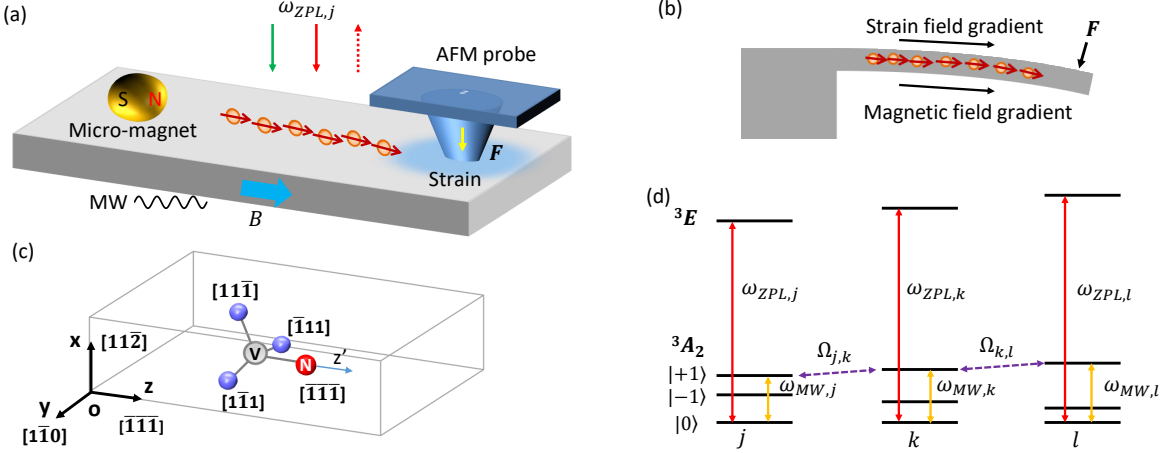 (a)
ω_{ZPL,j}
AFM probe
S N
Micro-magnet
F
Strain
MW
B
(b)
Strain field gradient
F
Magnetic field gradient
(c)
[11\bar{1}]
[\bar{1}11]
x [11\bar{2}]
V N z'
z
y o
[1\bar{1}0] [\bar{1}\bar{1}\bar{1}] [1\bar{1}1] [\bar{1}\bar{1}\bar{1}]
(d)
³E
ω_{ZPL,j} ω_{ZPL,k} ω_{ZPL,l}
³A₂
Ω_{j,k} Ω_{k,l}
|+1⟩ ω_{MW,j} ω_{MW,k} ω_{MW,l}
|−1⟩
|0⟩
j k l